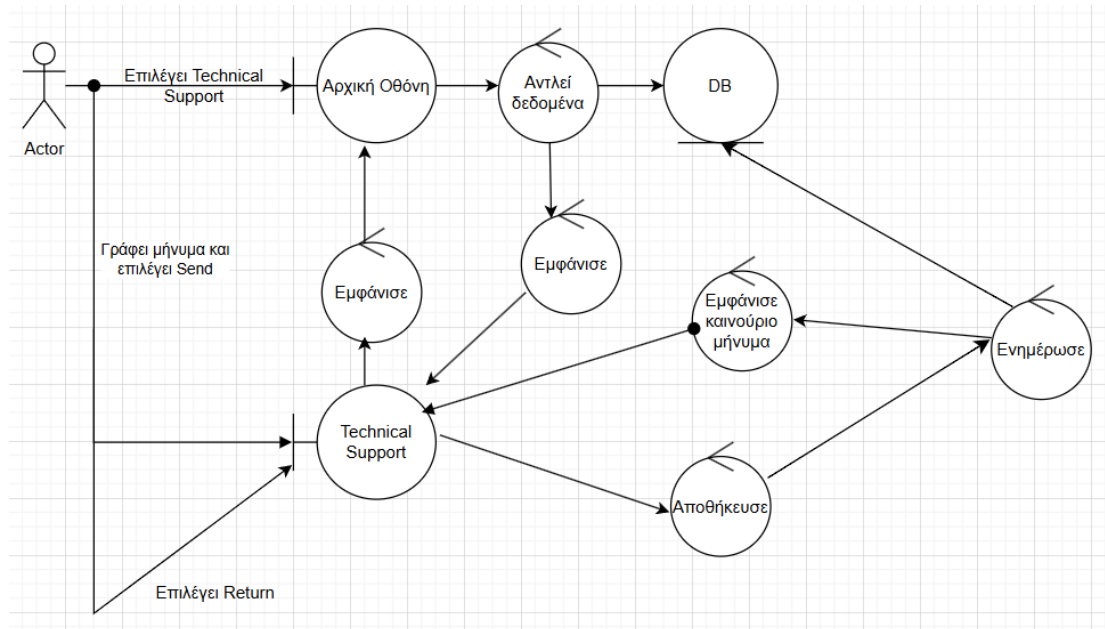 Επιλέγει Technical
Support
Αρχική Οθόνη
Αντλεί
δεδομένα
DB
Actor
Γράφει μήνυμα και
επιλέγει Send
Εμφάνισε
Εμφάνισε
Εμφάνισε
καινούριο
μήνυμα
Ενημέρωσε
Technical
Support
Αποθήκευσε
Επιλέγει Return